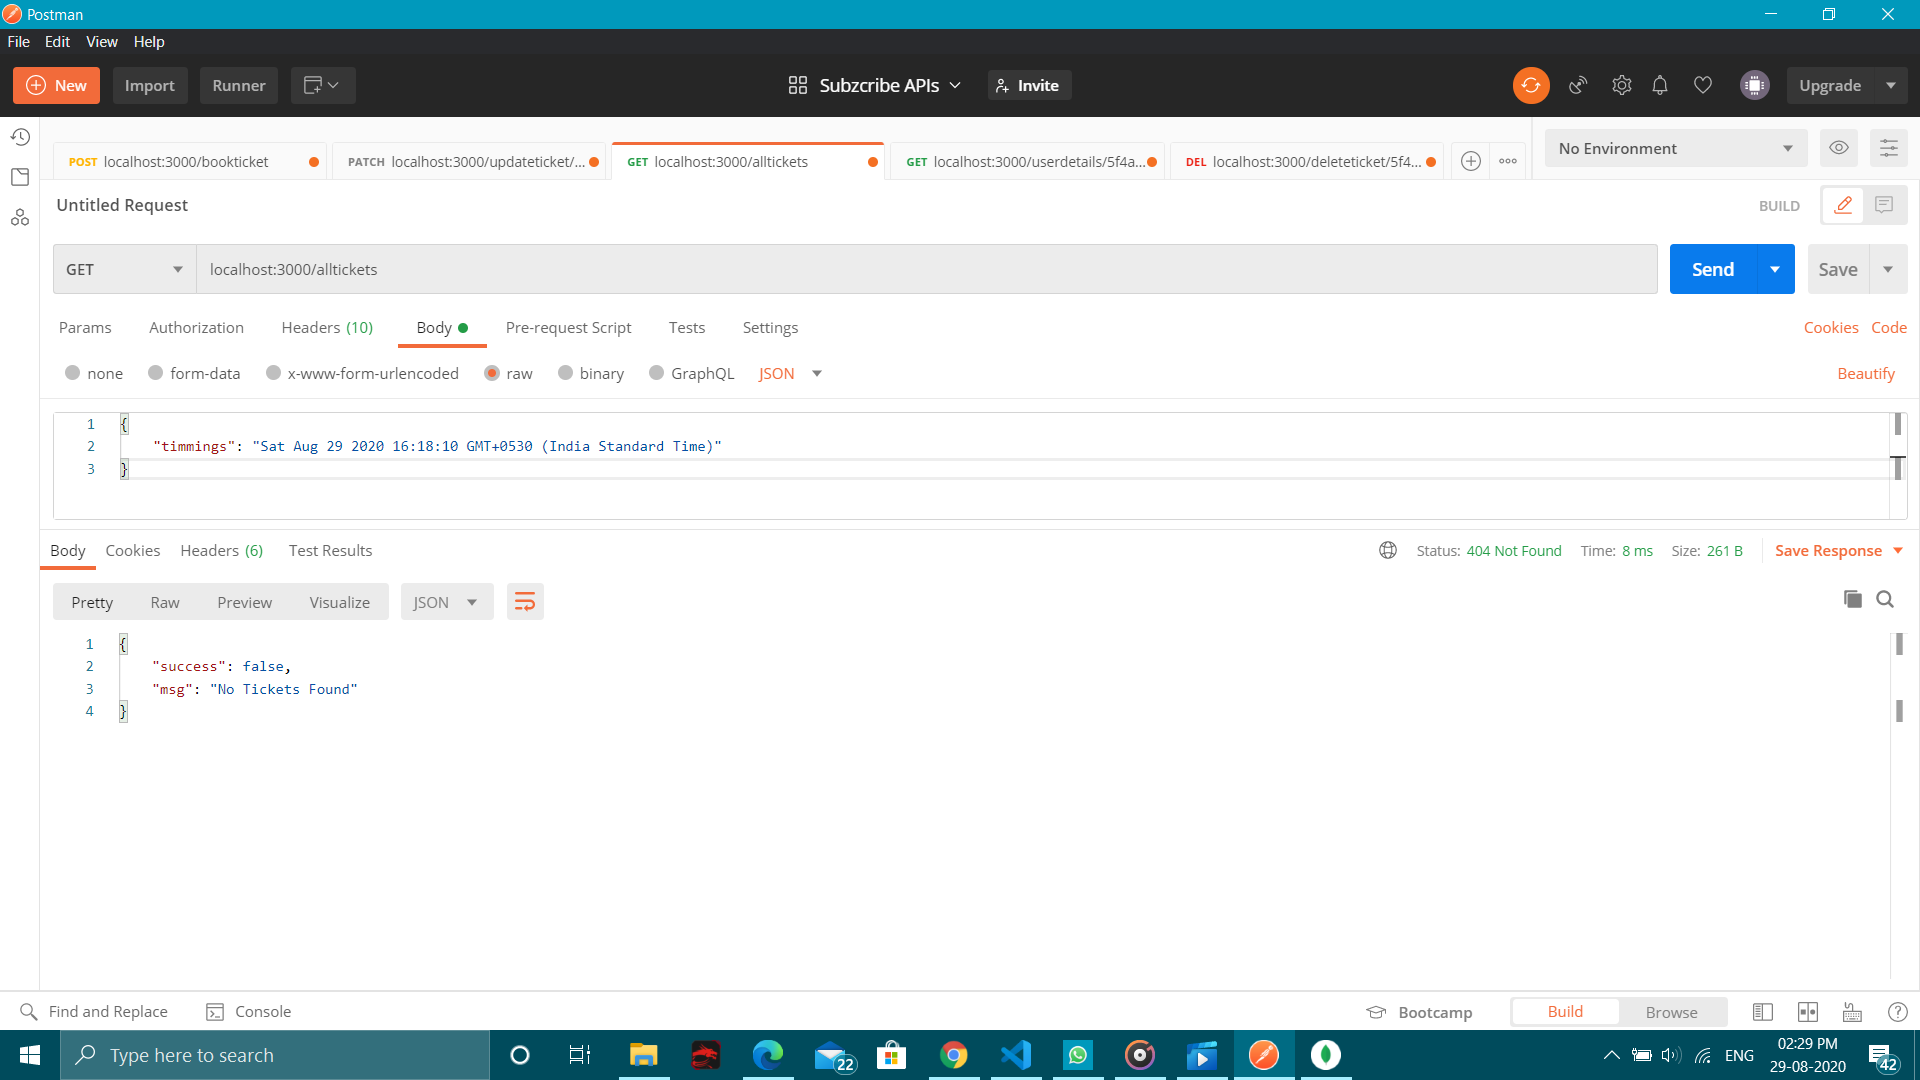 Postman
File Edit View Help
New Import Runner Subzcribe APIs Invite Upgrade
POST localhost:3000/bookticket PATCH localhost:3000/updateticket/... GET localhost:3000/alltickets GET localhost:3000/userdetails/5f4a... DEL localhost:3000/deleteticket/5f4... No Environment
Untitled Request BUILD
GET localhost:3000/alltickets Send Save
Params Authorization Headers (10) Body Pre-request Script Tests Settings Cookies Code
none form-data x-www-form-urlencoded raw binary GraphQL JSON Beautify
1 {
2 "timmings": "Sat Aug 29 2020 16:18:10 GMT+0530 (India Standard Time)"
3 }
Body Cookies Headers (6) Test Results Status: 404 Not Found Time: 8 ms Size: 261 B Save Response
Pretty Raw Preview Visualize JSON
1 {
2 "success": false,
3 "msg": "No Tickets Found"
4 }
Find and Replace Console Bootcamp Build Browse
Type here to search 22 ENG 02:29 PM 29-08-2020 42